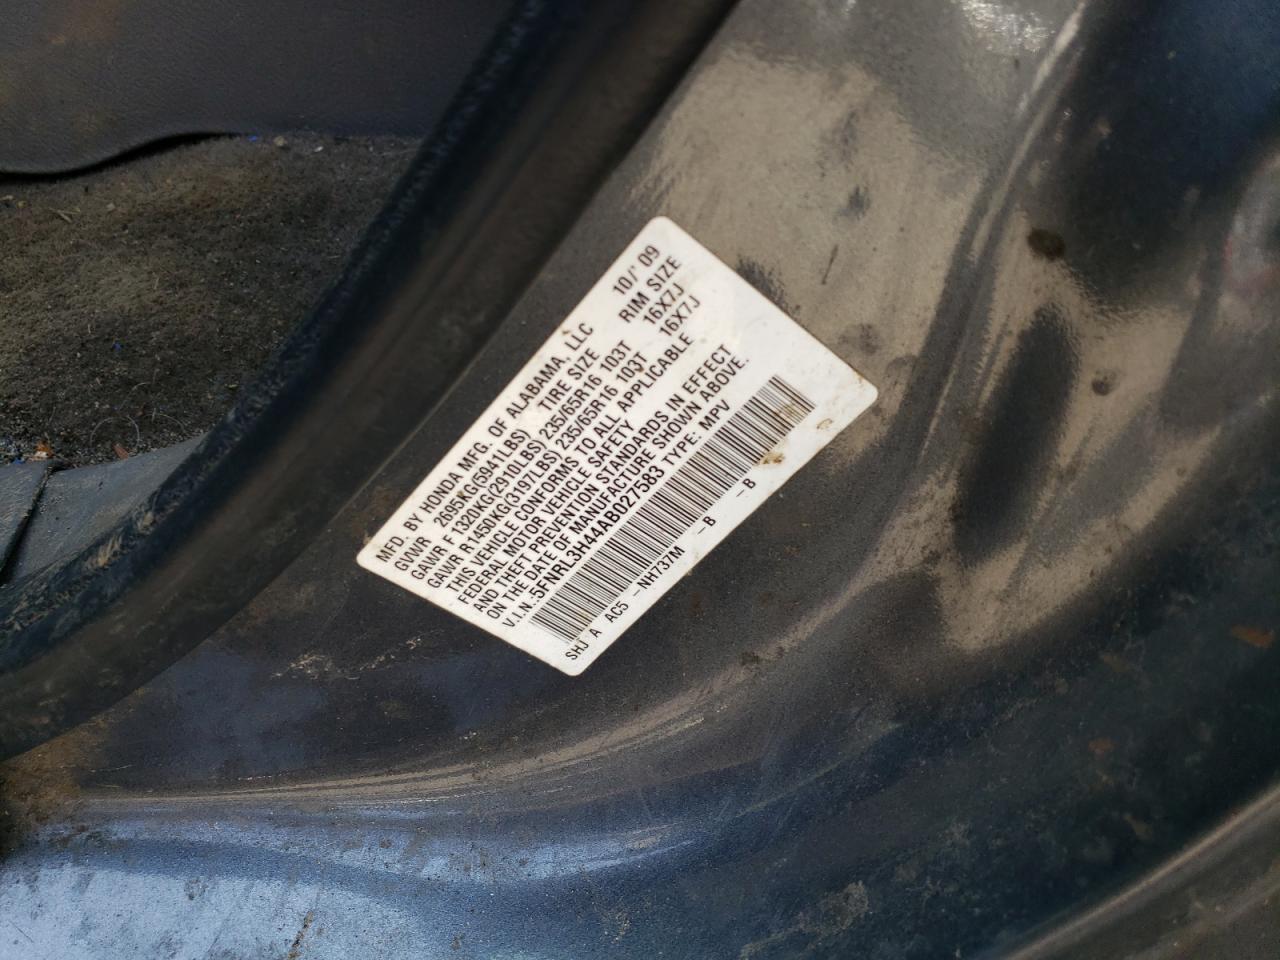 MFD. BY HONDA MFG. OF ALABAMA, LLC 10/' 09
GVWR 2695KG(5941LBS) TIRE SIZE RIM SIZE
GAWR F 1320KG(2910LBS) 235/65R16 103T 16X7J
GAWR R1450KG(3197LBS) 235/65R16 103T 16X7J
THIS VEHICLE CONFORMS TO ALL APPLICABLE
FEDERAL MOTOR VEHICLE SAFETY
AND THEFT PREVENTION STANDARDS IN EFFECT
ON THE DATE OF MANUFACTURE SHOWN ABOVE.
V.I.N.:5FNRL3HA4AB027583 TYPE: MPV
SHJ A AC5 -NH737M -B -B